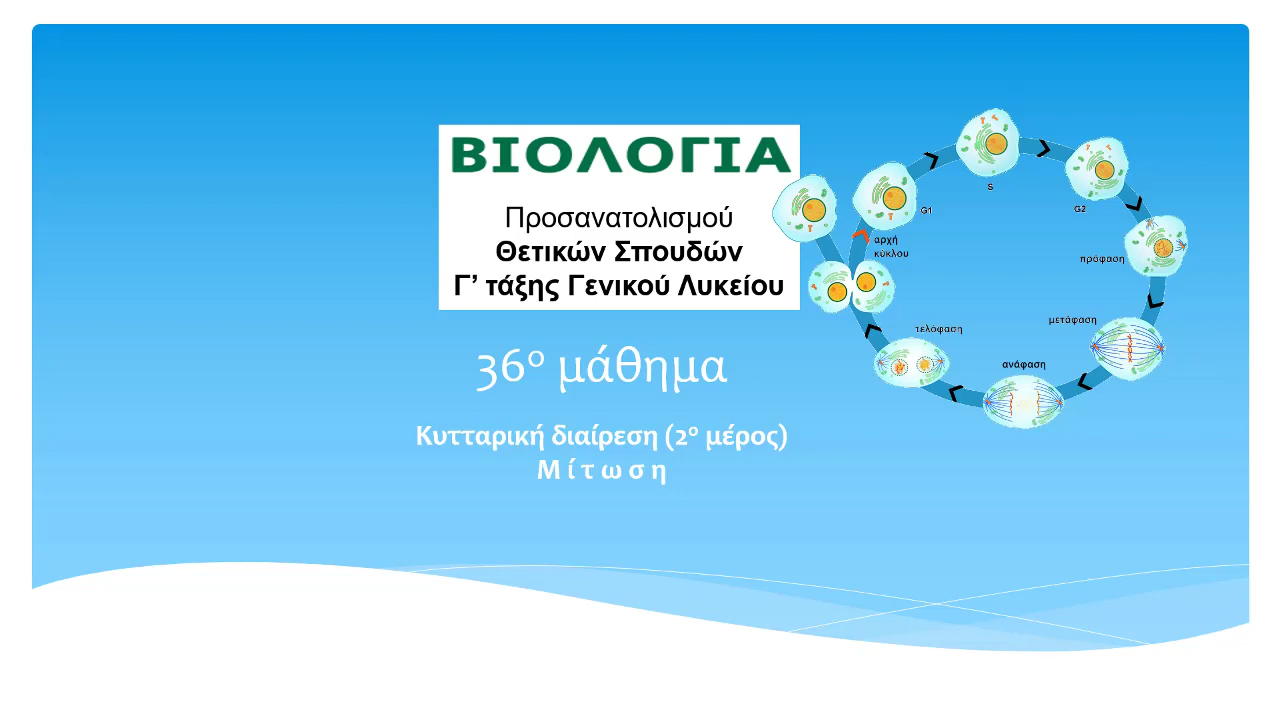 ΒΙΟΛΟΓΙΑ
Προσανατολισμού
Θετικών Σπουδών
Γ’ τάξης Γενικού Λυκείου
36ο μάθημα
Κυτταρική διαίρεση (2ο μέρος)
Μ ί τ ω σ η
S
G1
G2
αρχή
κύκλου
πρόφαση
μετάφαση
ανάφαση
τελόφαση